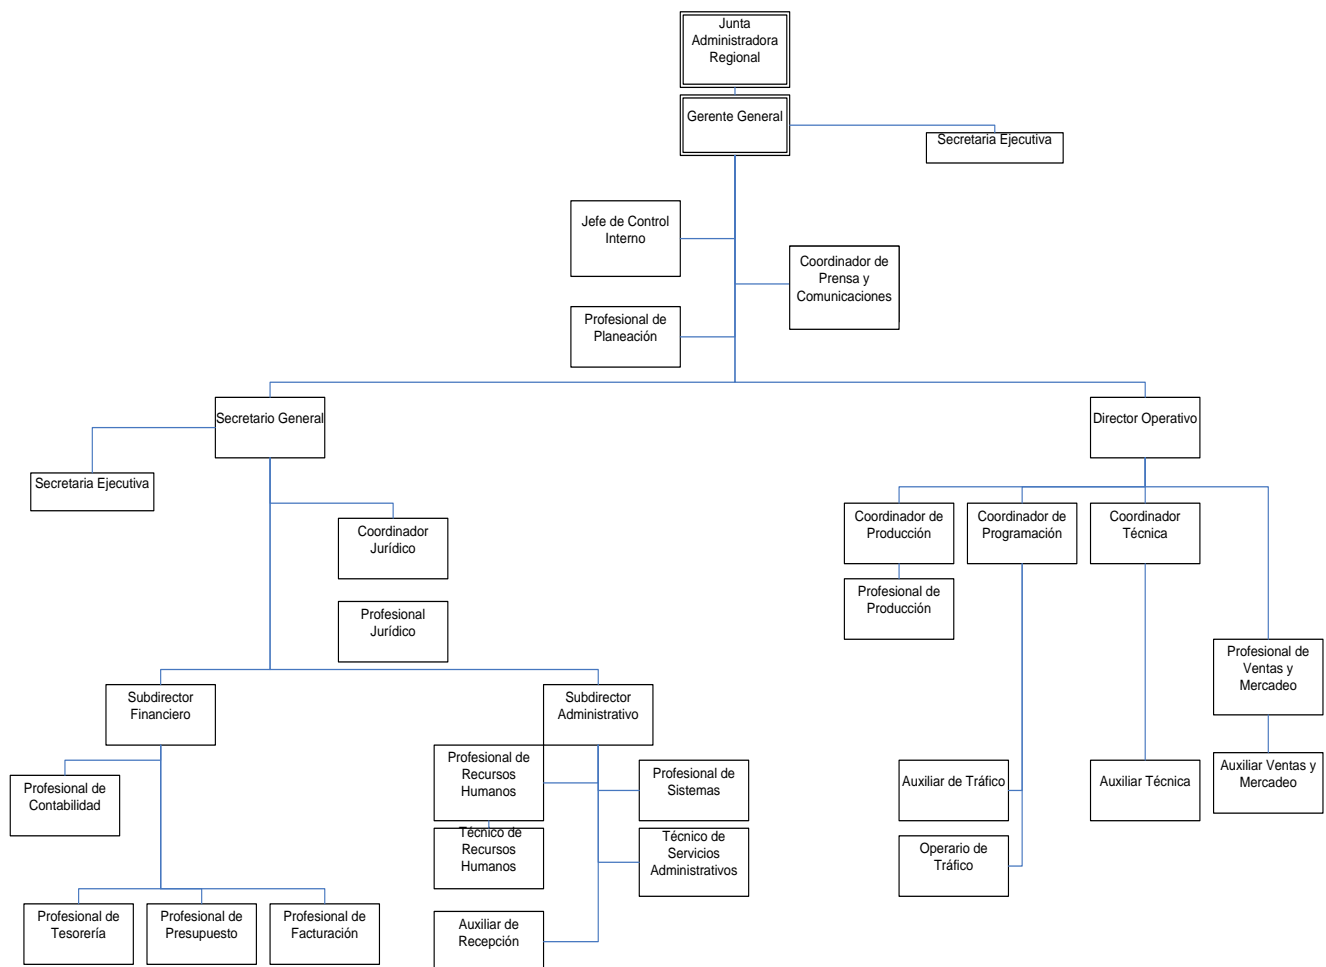 Junta
Administradora
Regional
Gerente General
Secretaria Ejecutiva
Jefe de Control
Interno
Coordinador de
Prensa y
Comunicaciones
Profesional de
Planeación
Secretario General
Director Operativo
Secretaria Ejecutiva
Coordinador
Jurídico
Profesional
Jurídico
Coordinador de
Producción
Coordinador de
Programación
Coordinador
Técnica
Profesional de
Producción
Profesional de
Ventas y
Mercadeo
Subdirector
Financiero
Subdirector
Administrativo
Profesional de
Contabilidad
Profesional de
Recursos
Humanos
Profesional de
Sistemas
Auxiliar de Tráfico
Auxiliar Técnica
Auxiliar Ventas y
Mercadeo
Técnico de
Recursos
Humanos
Técnico de
Servicios
Administrativos
Operario de
Tráfico
Profesional de
Tesorería
Profesional de
Presupuesto
Profesional de
Facturación
Auxiliar de
Recepción